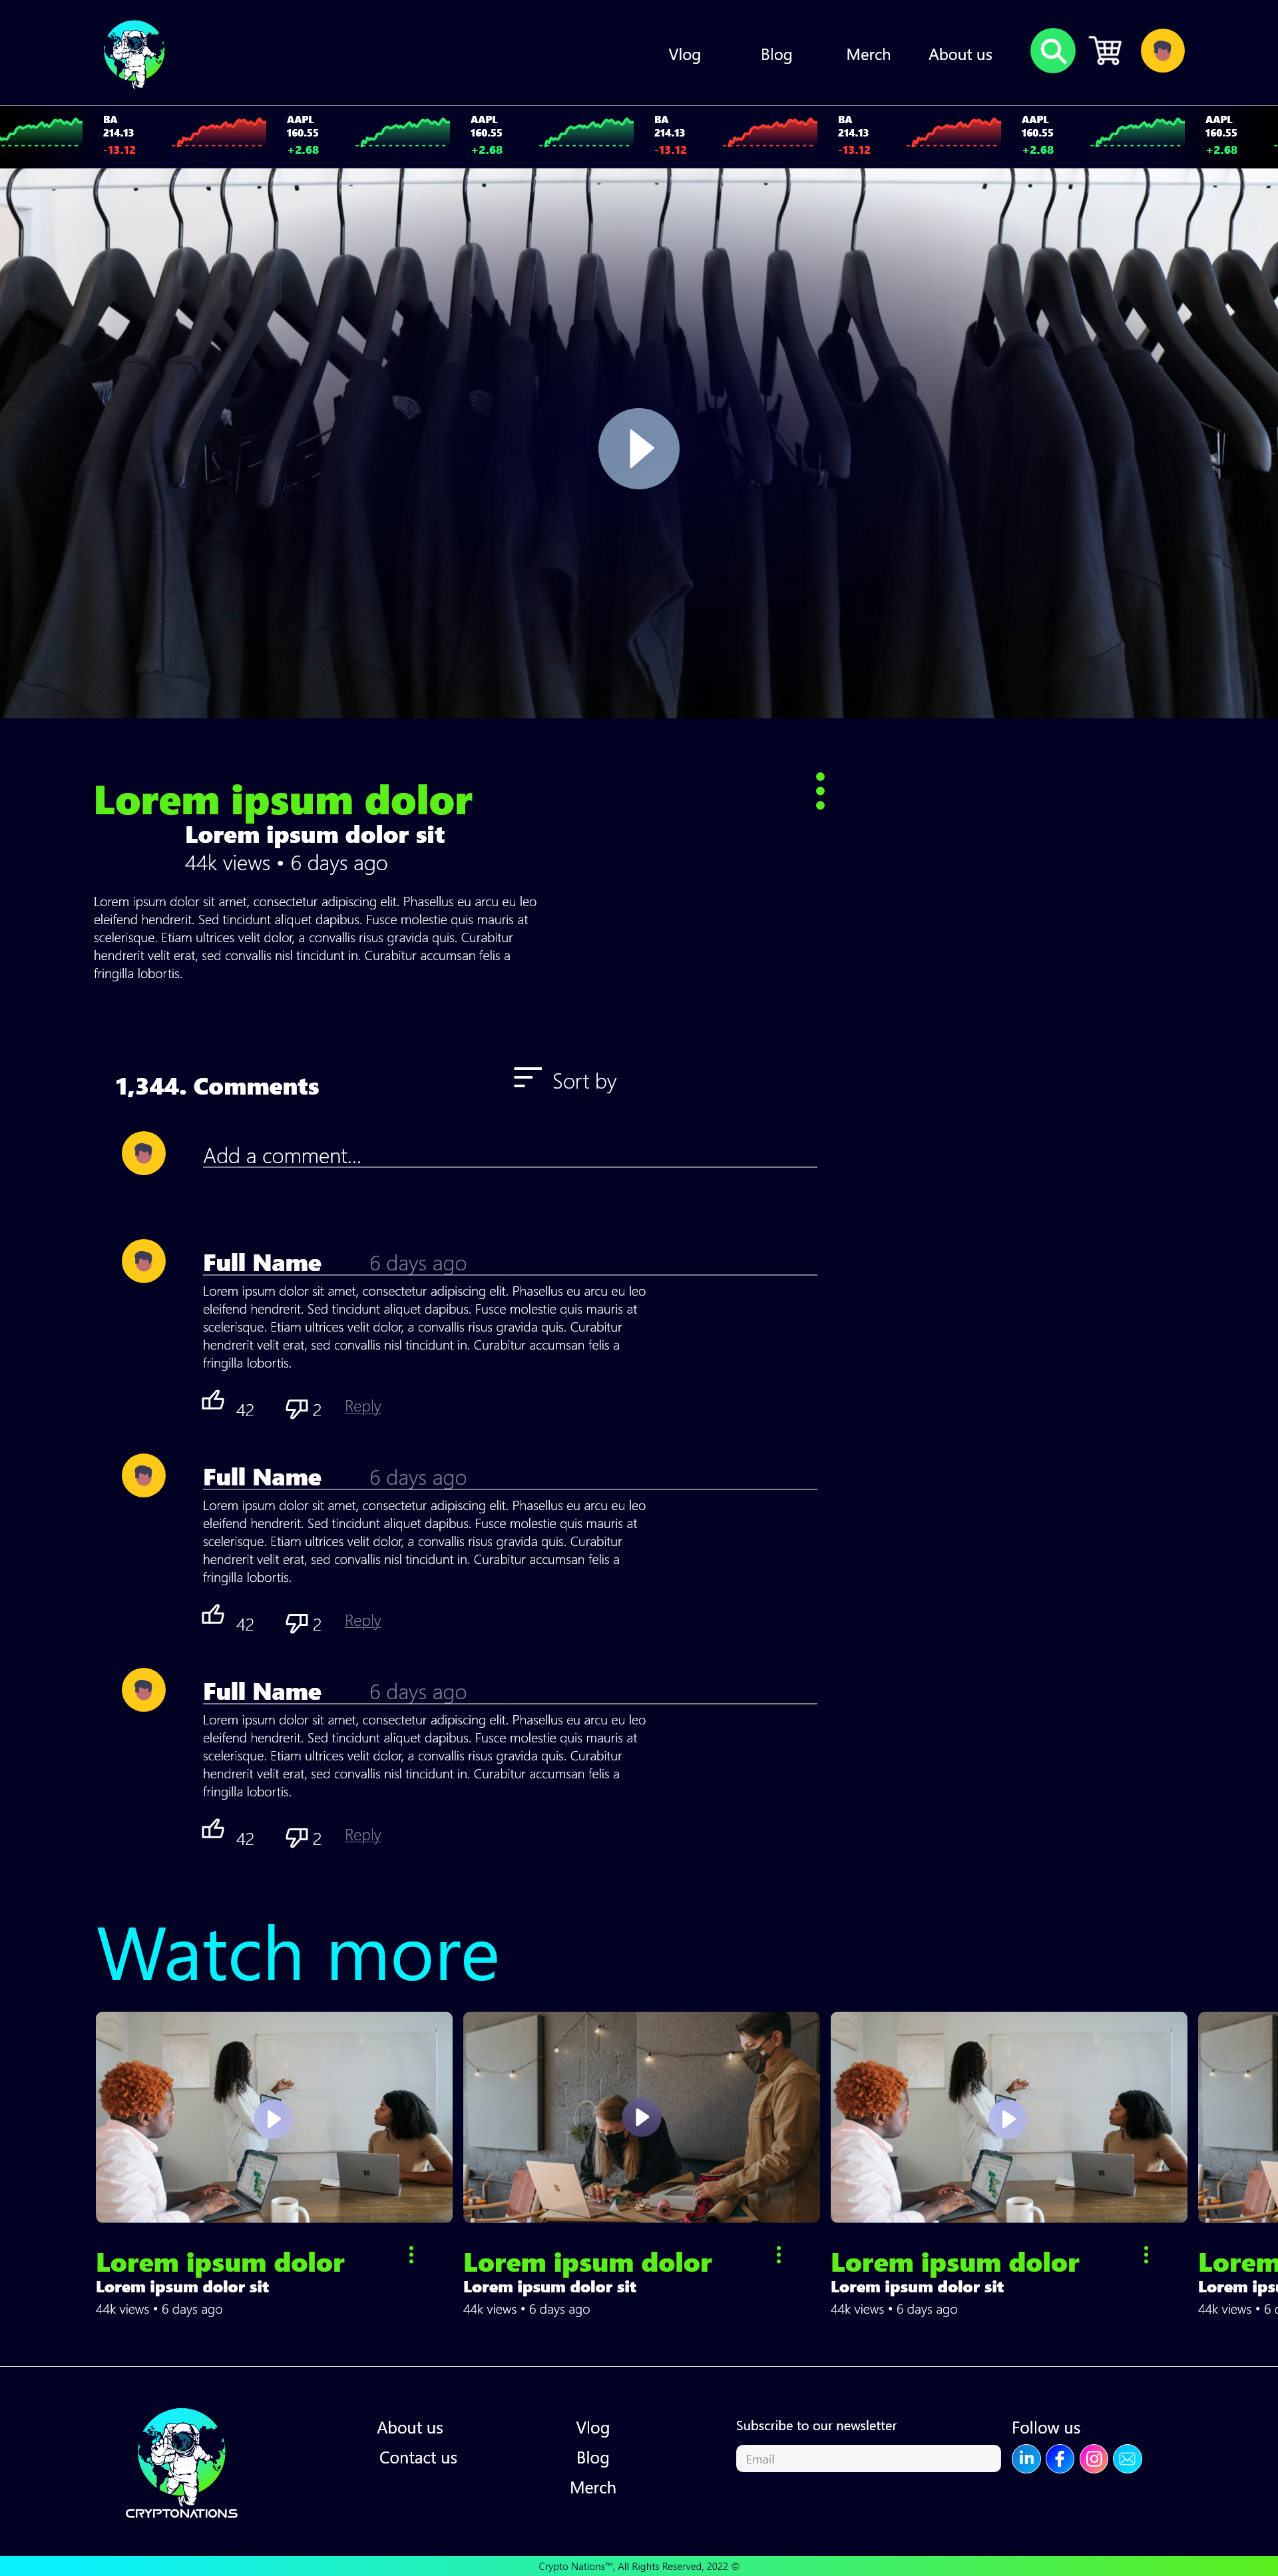 Vlog Blog Merch About us
BA AAPL AAPL BA BA AAPL AAPL
214.13 160.55 160.55 214.13 214.13 160.55 160.55
-13.12 +2.68 +2.68 -13.12 -13.12 +2.68 +2.68
Lorem ipsum dolor
Lorem ipsum dolor sit
44k views • 6 days ago
Lorem ipsum dolor sit amet, consectetur adipiscing elit. Phasellus eu arcu eu leo
eleifend hendrerit. Sed tincidunt aliquet dapibus. Fusce molestie quis mauris at
scelerisque. Etiam ultrices velit dolor, a convallis risus gravida quis. Curabitur
hendrerit velit erat, sed convallis nisl tincidunt in. Curabitur accumsan felis a
fringilla lobortis.
1,344. Comments Sort by
Add a comment...
Full Name 6 days ago
Lorem ipsum dolor sit amet, consectetur adipiscing elit. Phasellus eu arcu eu leo
eleifend hendrerit. Sed tincidunt aliquet dapibus. Fusce molestie quis mauris at
scelerisque. Etiam ultrices velit dolor, a convallis risus gravida quis. Curabitur
hendrerit velit erat, sed convallis nisl tincidunt in. Curabitur accumsan felis a
fringilla lobortis.
42 2 Reply
Full Name 6 days ago
Lorem ipsum dolor sit amet, consectetur adipiscing elit. Phasellus eu arcu eu leo
eleifend hendrerit. Sed tincidunt aliquet dapibus. Fusce molestie quis mauris at
scelerisque. Etiam ultrices velit dolor, a convallis risus gravida quis. Curabitur
hendrerit velit erat, sed convallis nisl tincidunt in. Curabitur accumsan felis a
fringilla lobortis.
42 2 Reply
Full Name 6 days ago
Lorem ipsum dolor sit amet, consectetur adipiscing elit. Phasellus eu arcu eu leo
eleifend hendrerit. Sed tincidunt aliquet dapibus. Fusce molestie quis mauris at
scelerisque. Etiam ultrices velit dolor, a convallis risus gravida quis. Curabitur
hendrerit velit erat, sed convallis nisl tincidunt in. Curabitur accumsan felis a
fringilla lobortis.
42 2 Reply
Watch more
Lorem ipsum dolor Lorem ipsum dolor Lorem ipsum dolor Lorem
Lorem ipsum dolor sit Lorem ipsum dolor sit Lorem ipsum dolor sit Lorem
44k views • 6 days ago 44k views • 6 days ago 44k views • 6 days ago 44k views • 6
About us Vlog Subscribe to our newsletter Follow us
Contact us Blog Email in f
Merch
CRYPTONATIONS
Crypto Nations™, All Rights Reserved, 2022 ©